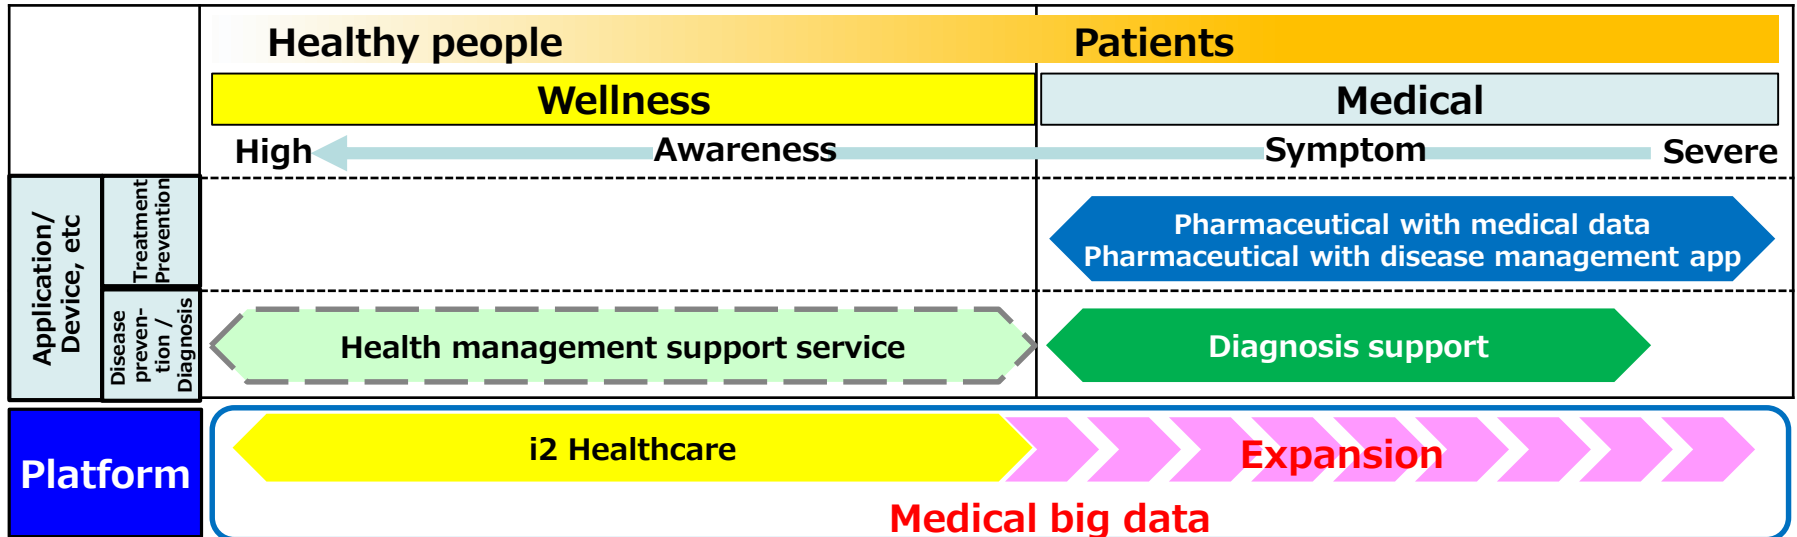 Healthy people
Patients
Wellness
Medical
High
Awareness
Symptom
Severe
Application/
Device, etc
Treatment
Prevention
Pharmaceutical with medical data
Pharmaceutical with disease management app
Disease
preven-
tion /
Diagnosis
Health management support service
Diagnosis support
Platform
i2 Healthcare
Expansion
Medical big data